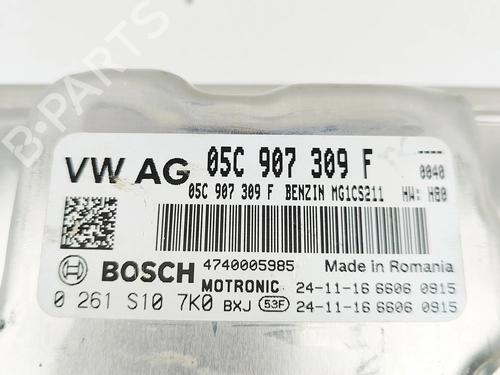 VW AG 05C 907 309 F ----
0040
05C 907 309 F BENZIN MG1CS211 HW: H80
BOSCH 4740005985 Made in Romania
MOTRONIC 24-11-16 6606 0915
0 261 S10 7K0 BXJ 53F 24-11-16 6606 0915
B-PARTS